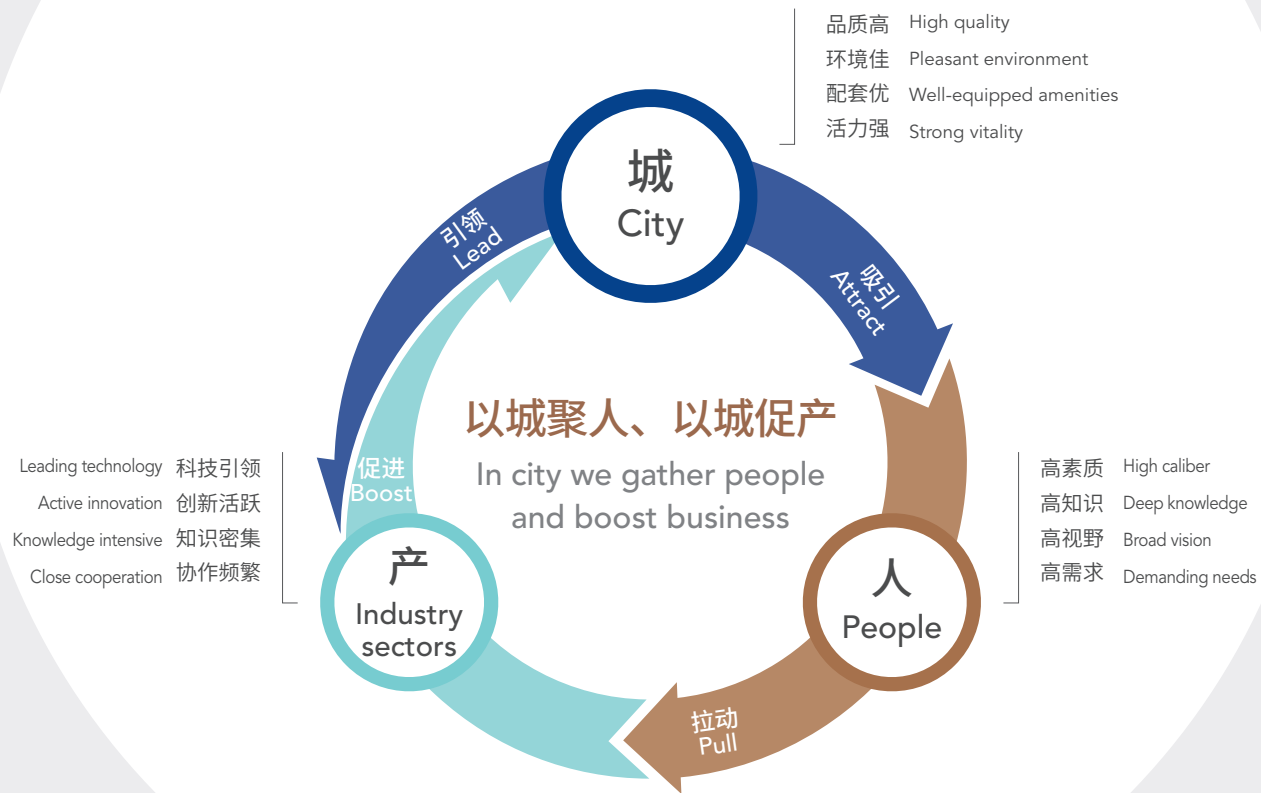 品质高 High quality
环境佳 Pleasant environment
配套优 Well-equipped amenities
活力强 Strong vitality
城
City
引领
Lead
吸引
Attract
以城聚人、以城促产
In city we gather people
and boost business
促进
Boost
Leading technology 科技引领
Active innovation 创新活跃
Knowledge intensive 知识密集
Close cooperation 协作频繁
高素质 High caliber
高知识 Deep knowledge
高视野 Broad vision
高需求 Demanding needs
产
Industry
sectors
人
People
拉动
Pull